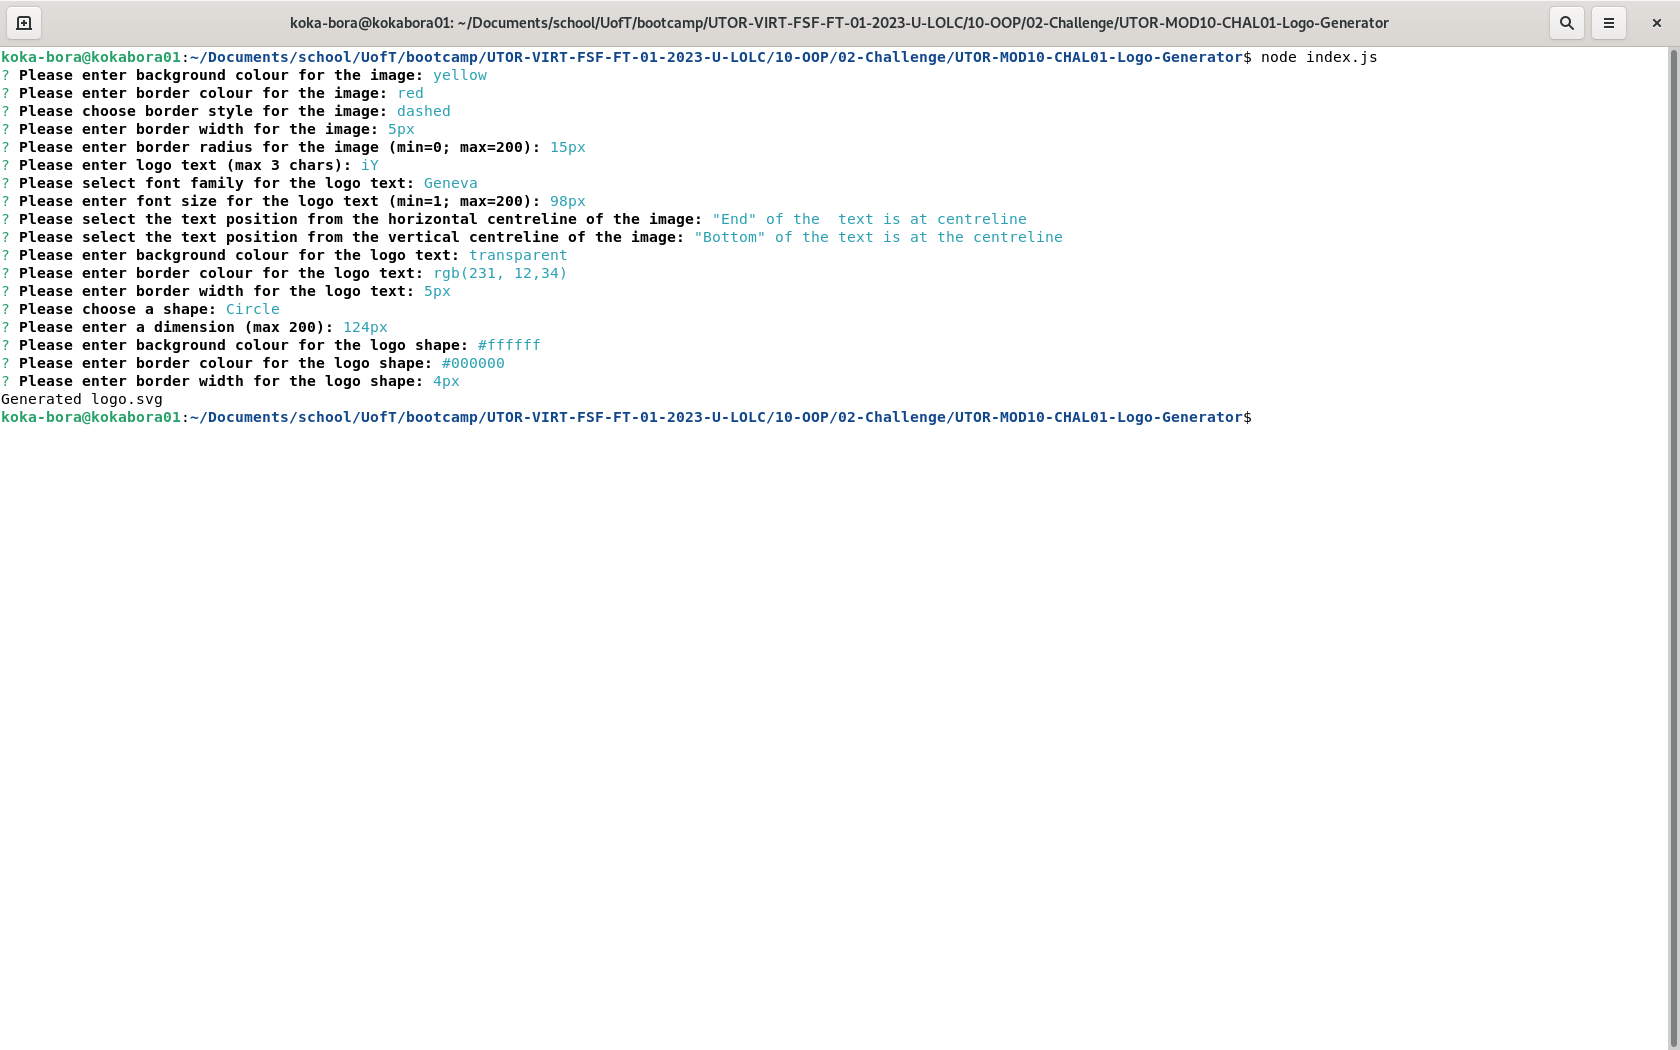 koka-bora@kokabora01: ~/Documents/school/UofT/bootcamp/UTOR-VIRT-FSF-FT-01-2023-U-LOLC/10-OOP/02-Challenge/UTOR-MOD10-CHAL01-Logo-Generator
koka-bora@kokabora01:~/Documents/school/UofT/bootcamp/UTOR-VIRT-FSF-FT-01-2023-U-LOLC/10-OOP/02-Challenge/UTOR-MOD10-CHAL01-Logo-Generator$ node index.js
? Please enter background colour for the image: yellow
? Please enter border colour for the image: red
? Please choose border style for the image: dashed
? Please enter border width for the image: 5px
? Please enter border radius for the image (min=0; max=200): 15px
? Please enter logo text (max 3 chars): iY
? Please select font family for the logo text: Geneva
? Please enter font size for the logo text (min=1; max=200): 98px
? Please select the text position from the horizontal centreline of the image: "End" of the  text is at centreline
? Please select the text position from the vertical centreline of the image: "Bottom" of the text is at the centreline
? Please enter background colour for the logo text: transparent
? Please enter border colour for the logo text: rgb(231, 12,34)
? Please enter border width for the logo text: 5px
? Please choose a shape: Circle
? Please enter a dimension (max 200): 124px
? Please enter background colour for the logo shape: #ffffff
? Please enter border colour for the logo shape: #000000
? Please enter border width for the logo shape: 4px
Generated logo.svg
koka-bora@kokabora01:~/Documents/school/UofT/bootcamp/UTOR-VIRT-FSF-FT-01-2023-U-LOLC/10-OOP/02-Challenge/UTOR-MOD10-CHAL01-Logo-Generator$